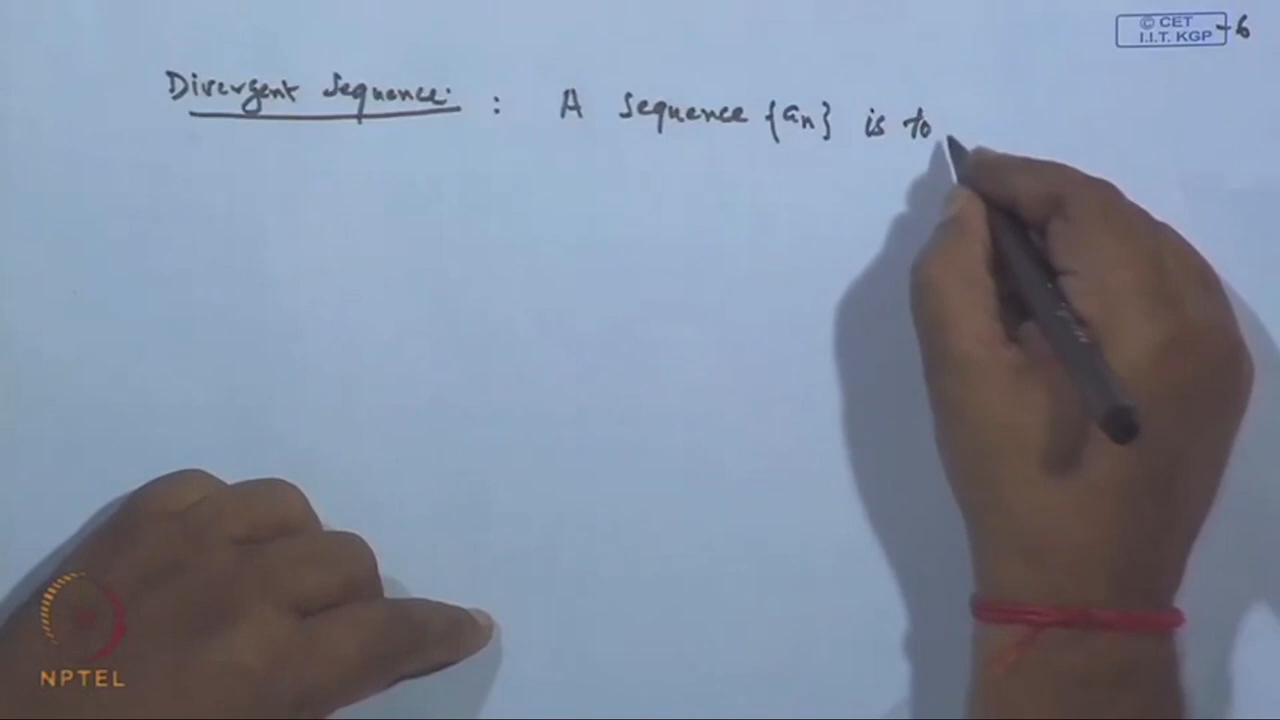 © CET
I.I.T. KGP -6
Divergent Sequence : A sequence {an} is to
NPTEL